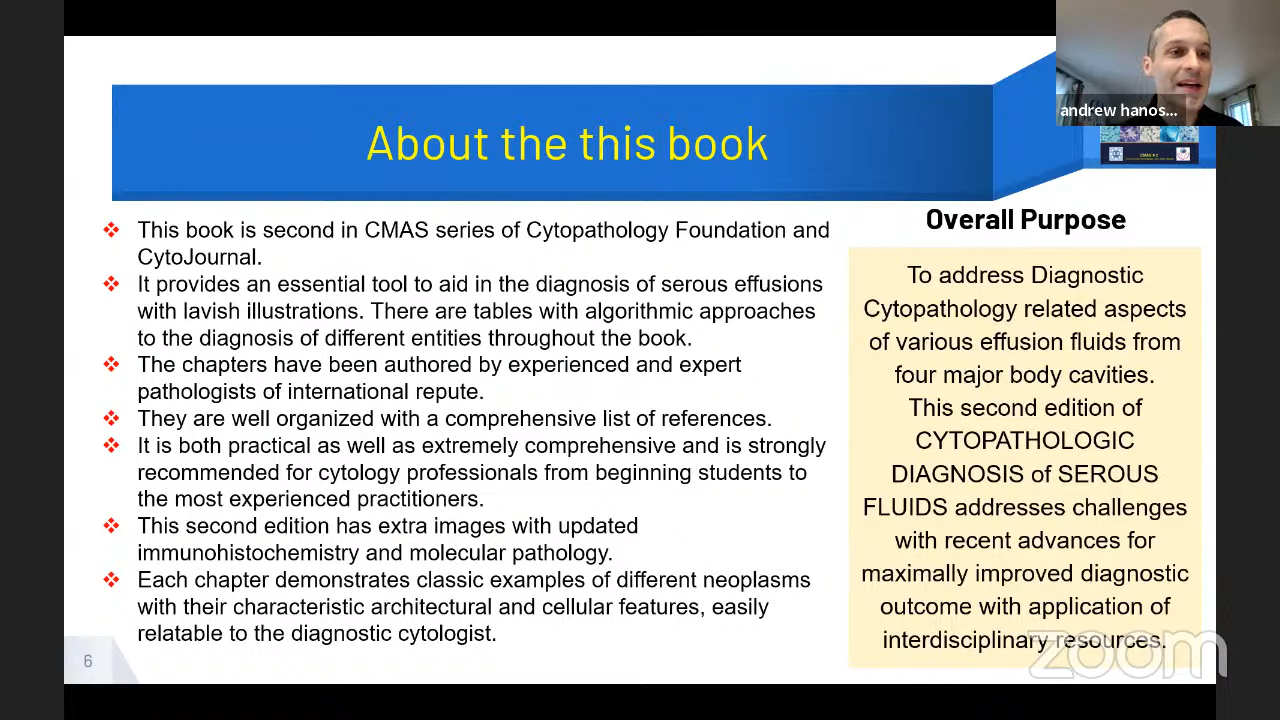 andrew hanos...
About the this book
This book is second in CMAS series of Cytopathology Foundation and
CytoJournal.
It provides an essential tool to aid in the diagnosis of serous effusions
with lavish illustrations. There are tables with algorithmic approaches
to the diagnosis of different entities throughout the book.
The chapters have been authored by experienced and expert
pathologists of international repute.
They are well organized with a comprehensive list of references.
It is both practical as well as extremely comprehensive and is strongly
recommended for cytology professionals from beginning students to
the most experienced practitioners.
This second edition has extra images with updated
immunohistochemistry and molecular pathology.
Each chapter demonstrates classic examples of different neoplasms
with their characteristic architectural and cellular features, easily
relatable to the diagnostic cytologist.
Overall Purpose
To address Diagnostic
Cytopathology related aspects
of various effusion fluids from
four major body cavities.
This second edition of
CYTOPATHOLOGIC
DIAGNOSIS of SEROUS
FLUIDS addresses challenges
with recent advances for
maximally improved diagnostic
outcome with application of
interdisciplinary resources.
6
zoom